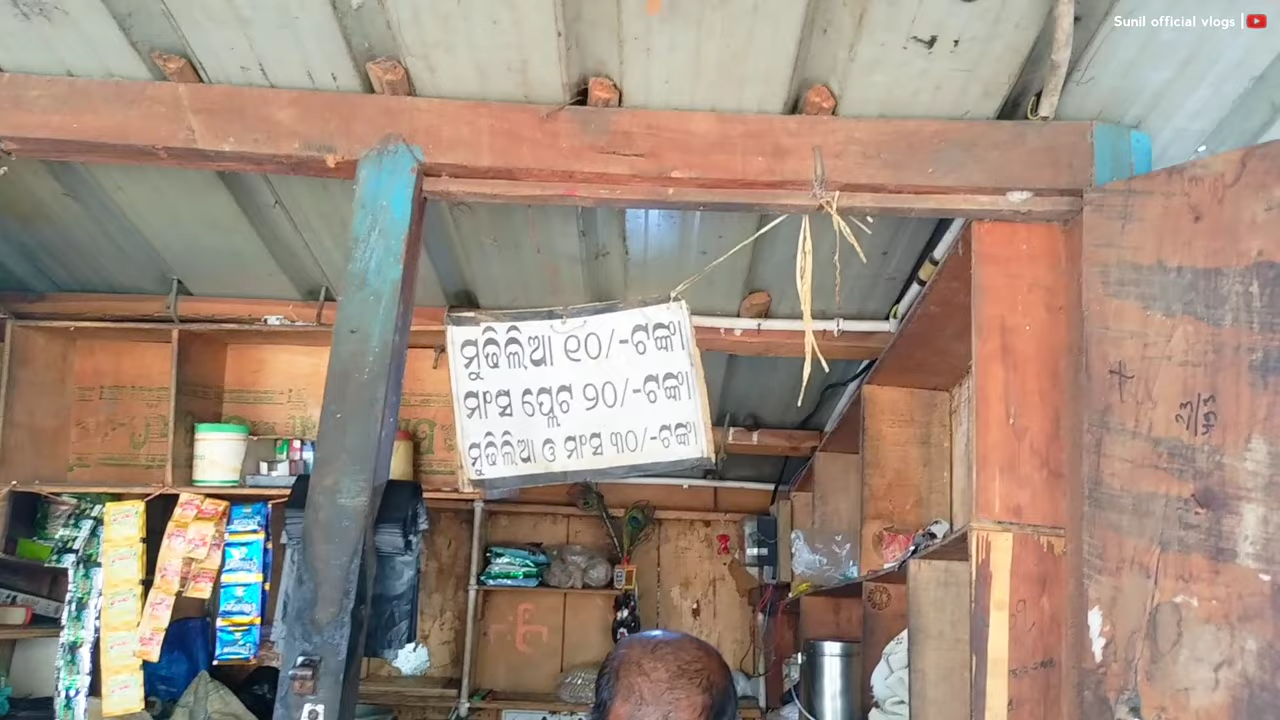 Sunil official vlogs
ମୁଢିଲିଆ ୧୦/-ଟଙ୍କା
ମଂସ ପ୍ଲେଟ ୨୦/-ଟଙ୍କା
ମୁଢିଲିଆ ଓ ମଂସ ୩୦/-ଟଙ୍କା